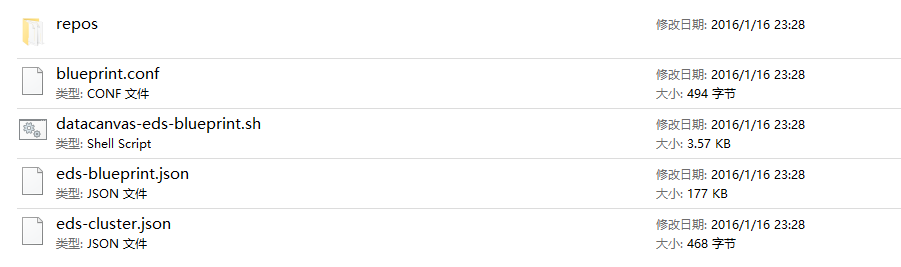 repos 修改日期: 2016/1/16 23:28
blueprint.conf 修改日期: 2016/1/16 23:28
类型: CONF 文件 大小: 494 字节
datacanvas-eds-blueprint.sh 修改日期: 2016/1/16 23:28
类型: Shell Script 大小: 3.57 KB
eds-blueprint.json 修改日期: 2016/1/16 23:28
类型: JSON 文件 大小: 177 KB
eds-cluster.json 修改日期: 2016/1/16 23:28
类型: JSON 文件 大小: 468 字节